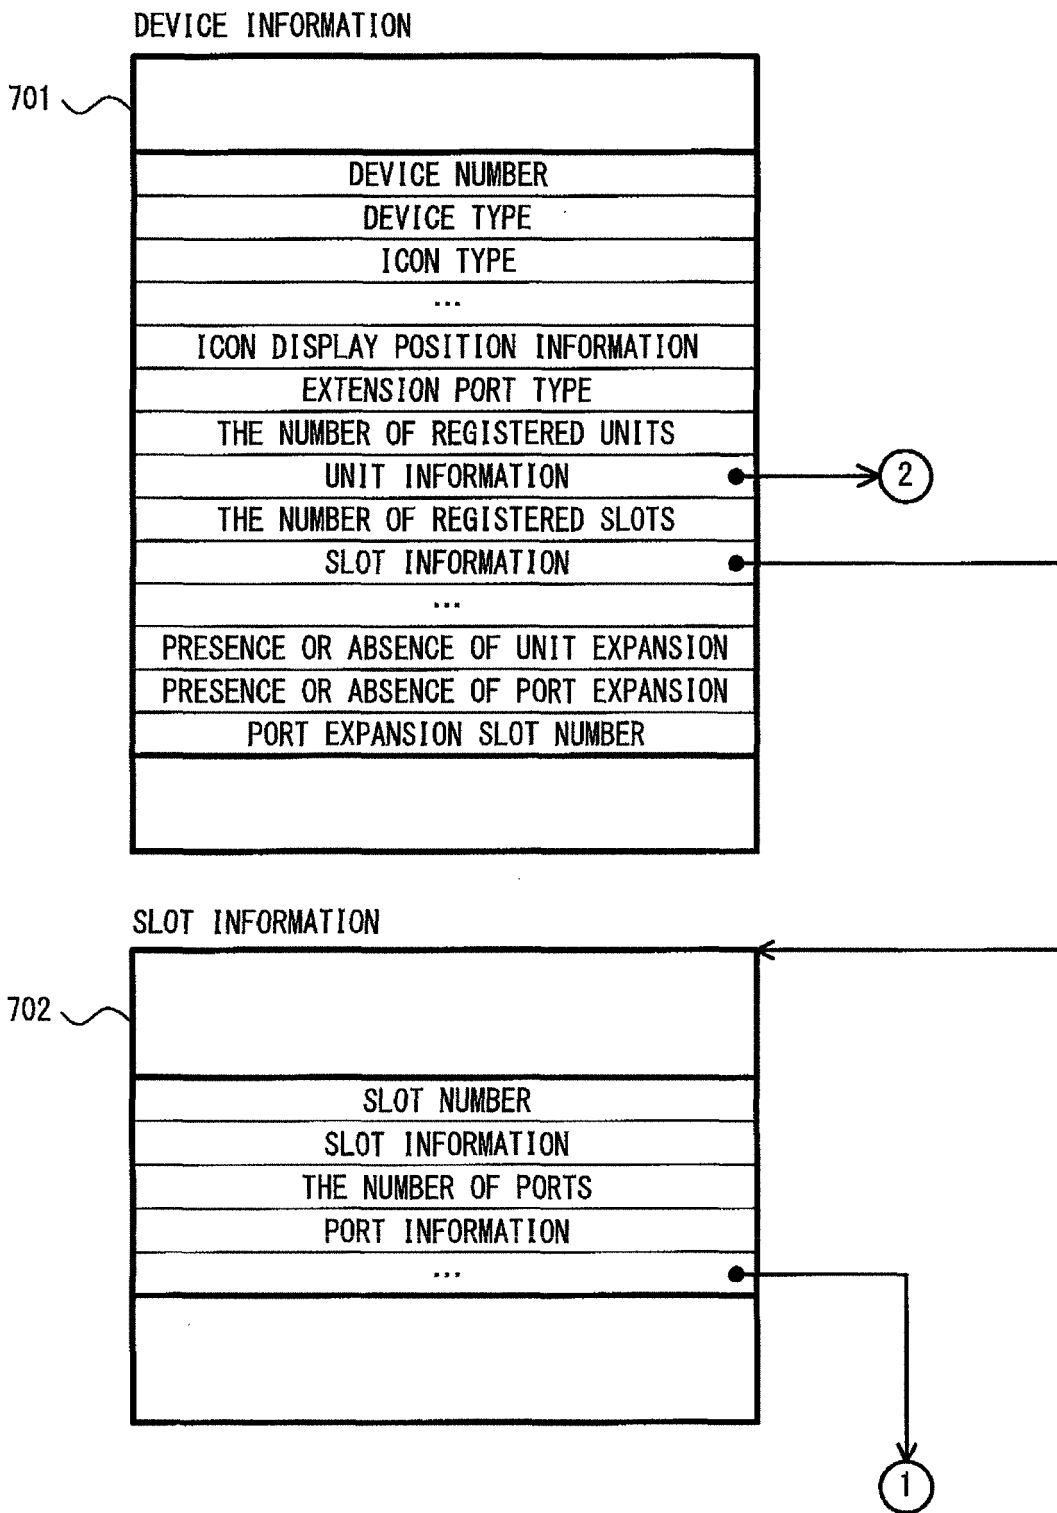 DEVICE INFORMATION
701
DEVICE NUMBER
DEVICE TYPE
ICON TYPE
...
ICON DISPLAY POSITION INFORMATION
EXTENSION PORT TYPE
THE NUMBER OF REGISTERED UNITS
UNIT INFORMATION
2
THE NUMBER OF REGISTERED SLOTS
SLOT INFORMATION
...
PRESENCE OR ABSENCE OF UNIT EXPANSION
PRESENCE OR ABSENCE OF PORT EXPANSION
PORT EXPANSION SLOT NUMBER
SLOT INFORMATION
702
SLOT NUMBER
SLOT INFORMATION
THE NUMBER OF PORTS
PORT INFORMATION
...
1